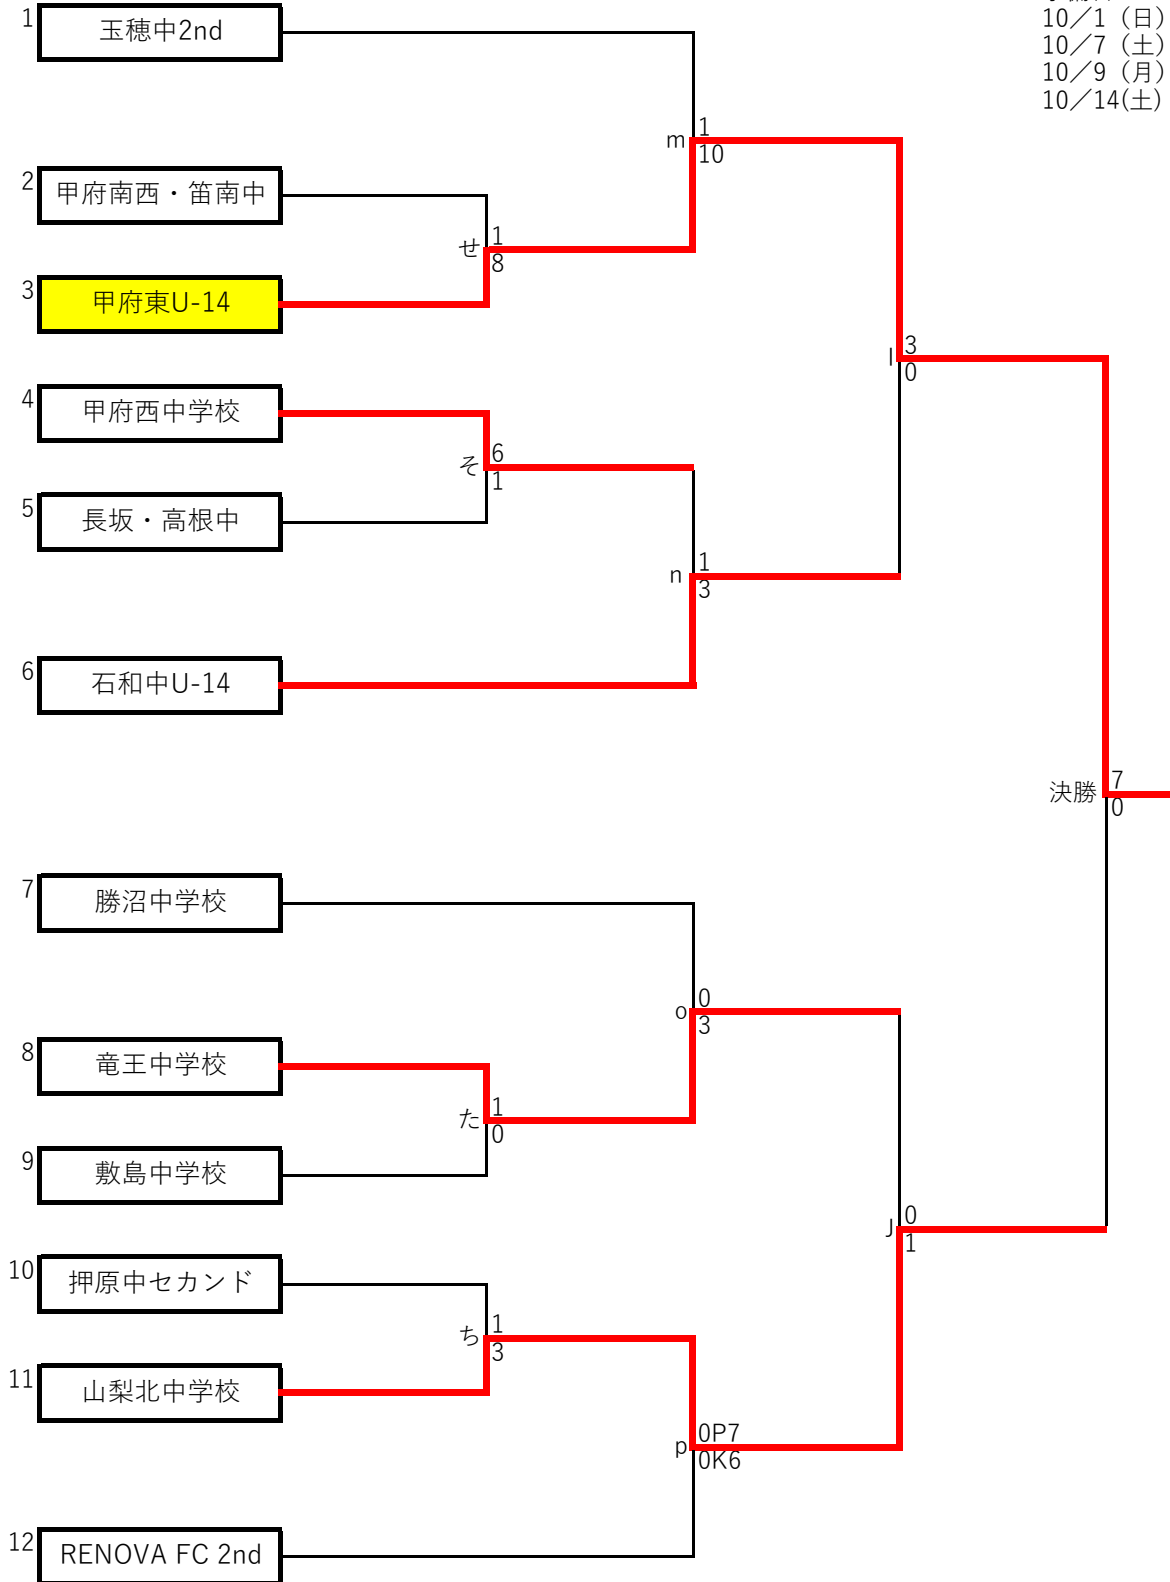 10／1（日）
10／7（土）
10／9（月）
10／14(土)
1
玉穂中2nd
m
1
10
2
甲府南西・笛南中
せ
1
8
3
甲府東U-14
l
3
0
4
甲府西中学校
そ
6
1
5
長坂・高根中
n
1
3
6
石和中U-14
決勝
7
0
7
勝沼中学校
o
0
3
8
竜王中学校
た
1
0
9
敷島中学校
J
0
1
10
押原中セカンド
ち
1
3
11
山梨北中学校
p
0P7
0K6
12
RENOVA FC 2nd